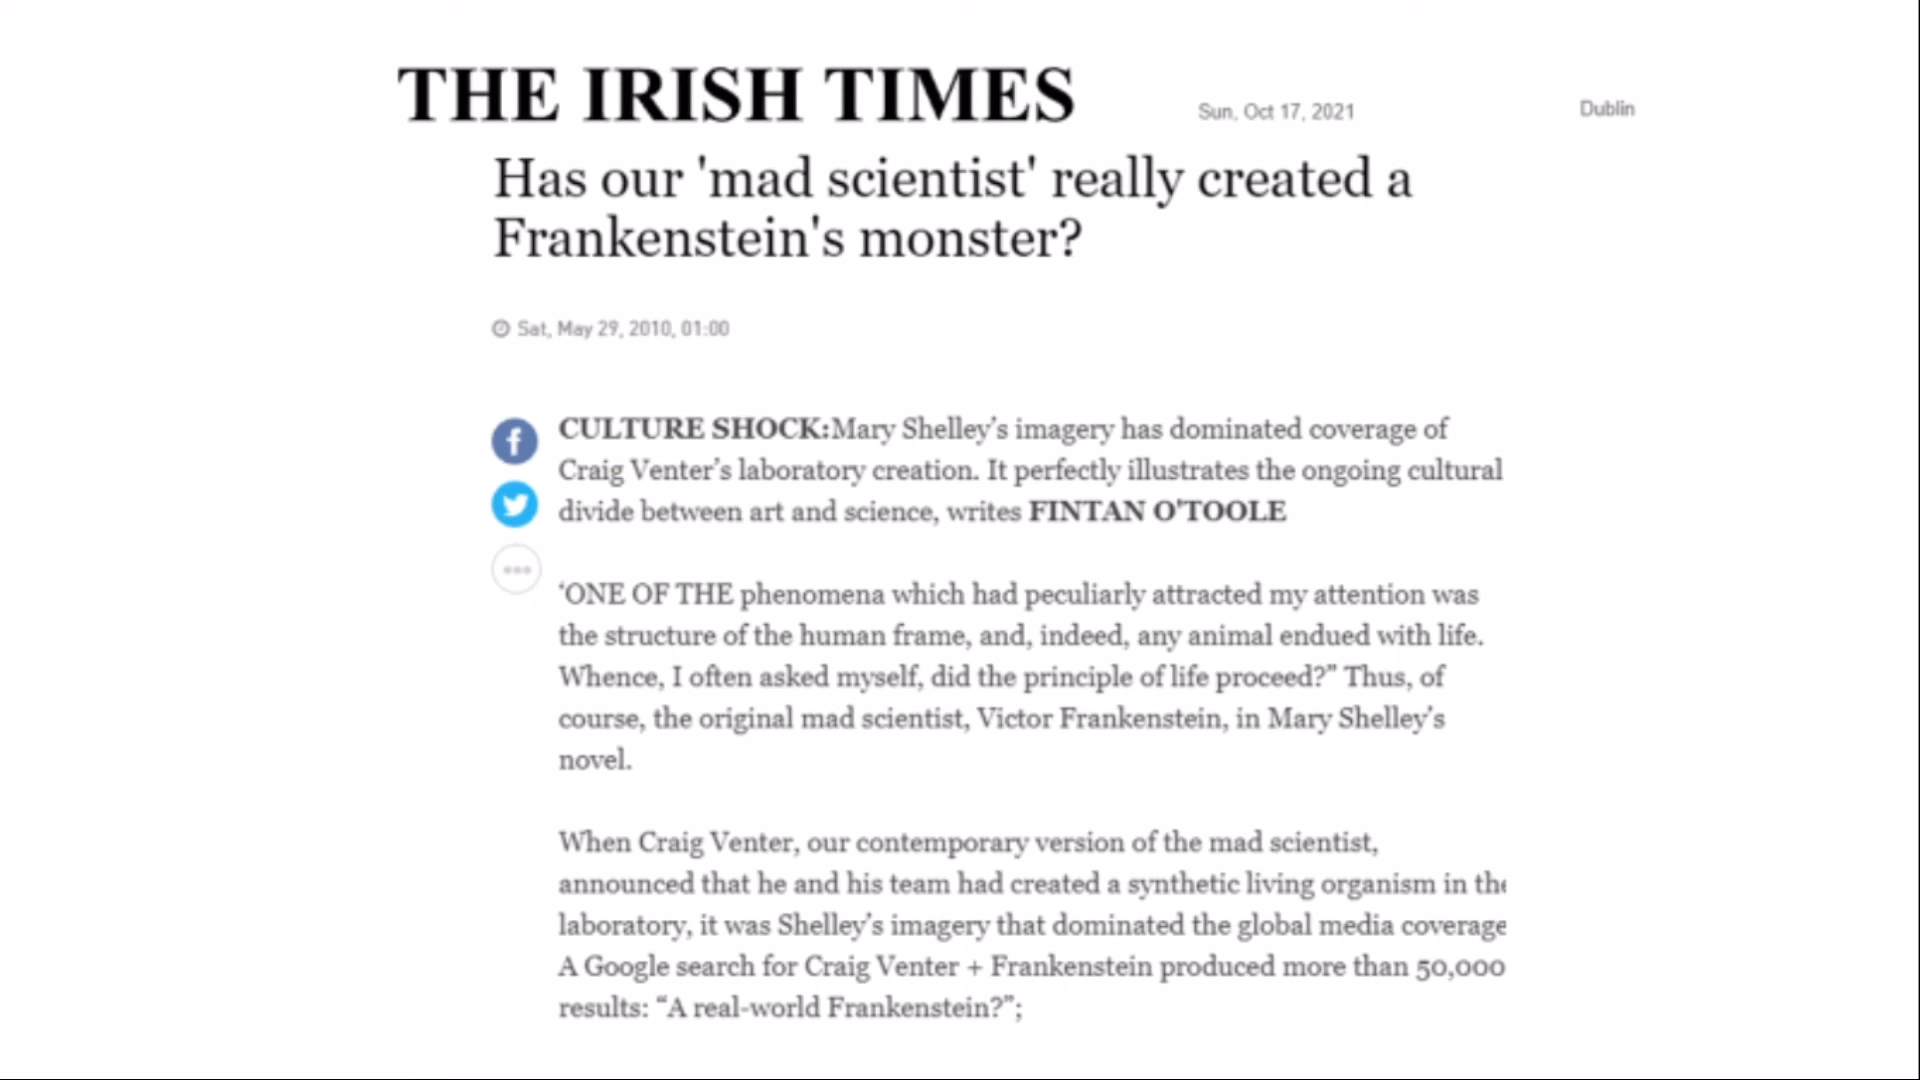 THE IRISH TIMES
Sun, Oct 17, 2021
Dublin
Has our 'mad scientist' really created a
Frankenstein's monster?
Sat, May 29, 2010, 01:00
CULTURE SHOCK:Mary Shelley’s imagery has dominated coverage of
Craig Venter’s laboratory creation. It perfectly illustrates the ongoing cultural
divide between art and science, writes FINTAN O'TOOLE
‘ONE OF THE phenomena which had peculiarly attracted my attention was
the structure of the human frame, and, indeed, any animal endued with life.
Whence, I often asked myself, did the principle of life proceed?” Thus, of
course, the original mad scientist, Victor Frankenstein, in Mary Shelley’s
novel.
When Craig Venter, our contemporary version of the mad scientist,
announced that he and his team had created a synthetic living organism in the
laboratory, it was Shelley’s imagery that dominated the global media coverage
A Google search for Craig Venter + Frankenstein produced more than 50,000
results: “A real-world Frankenstein?”;